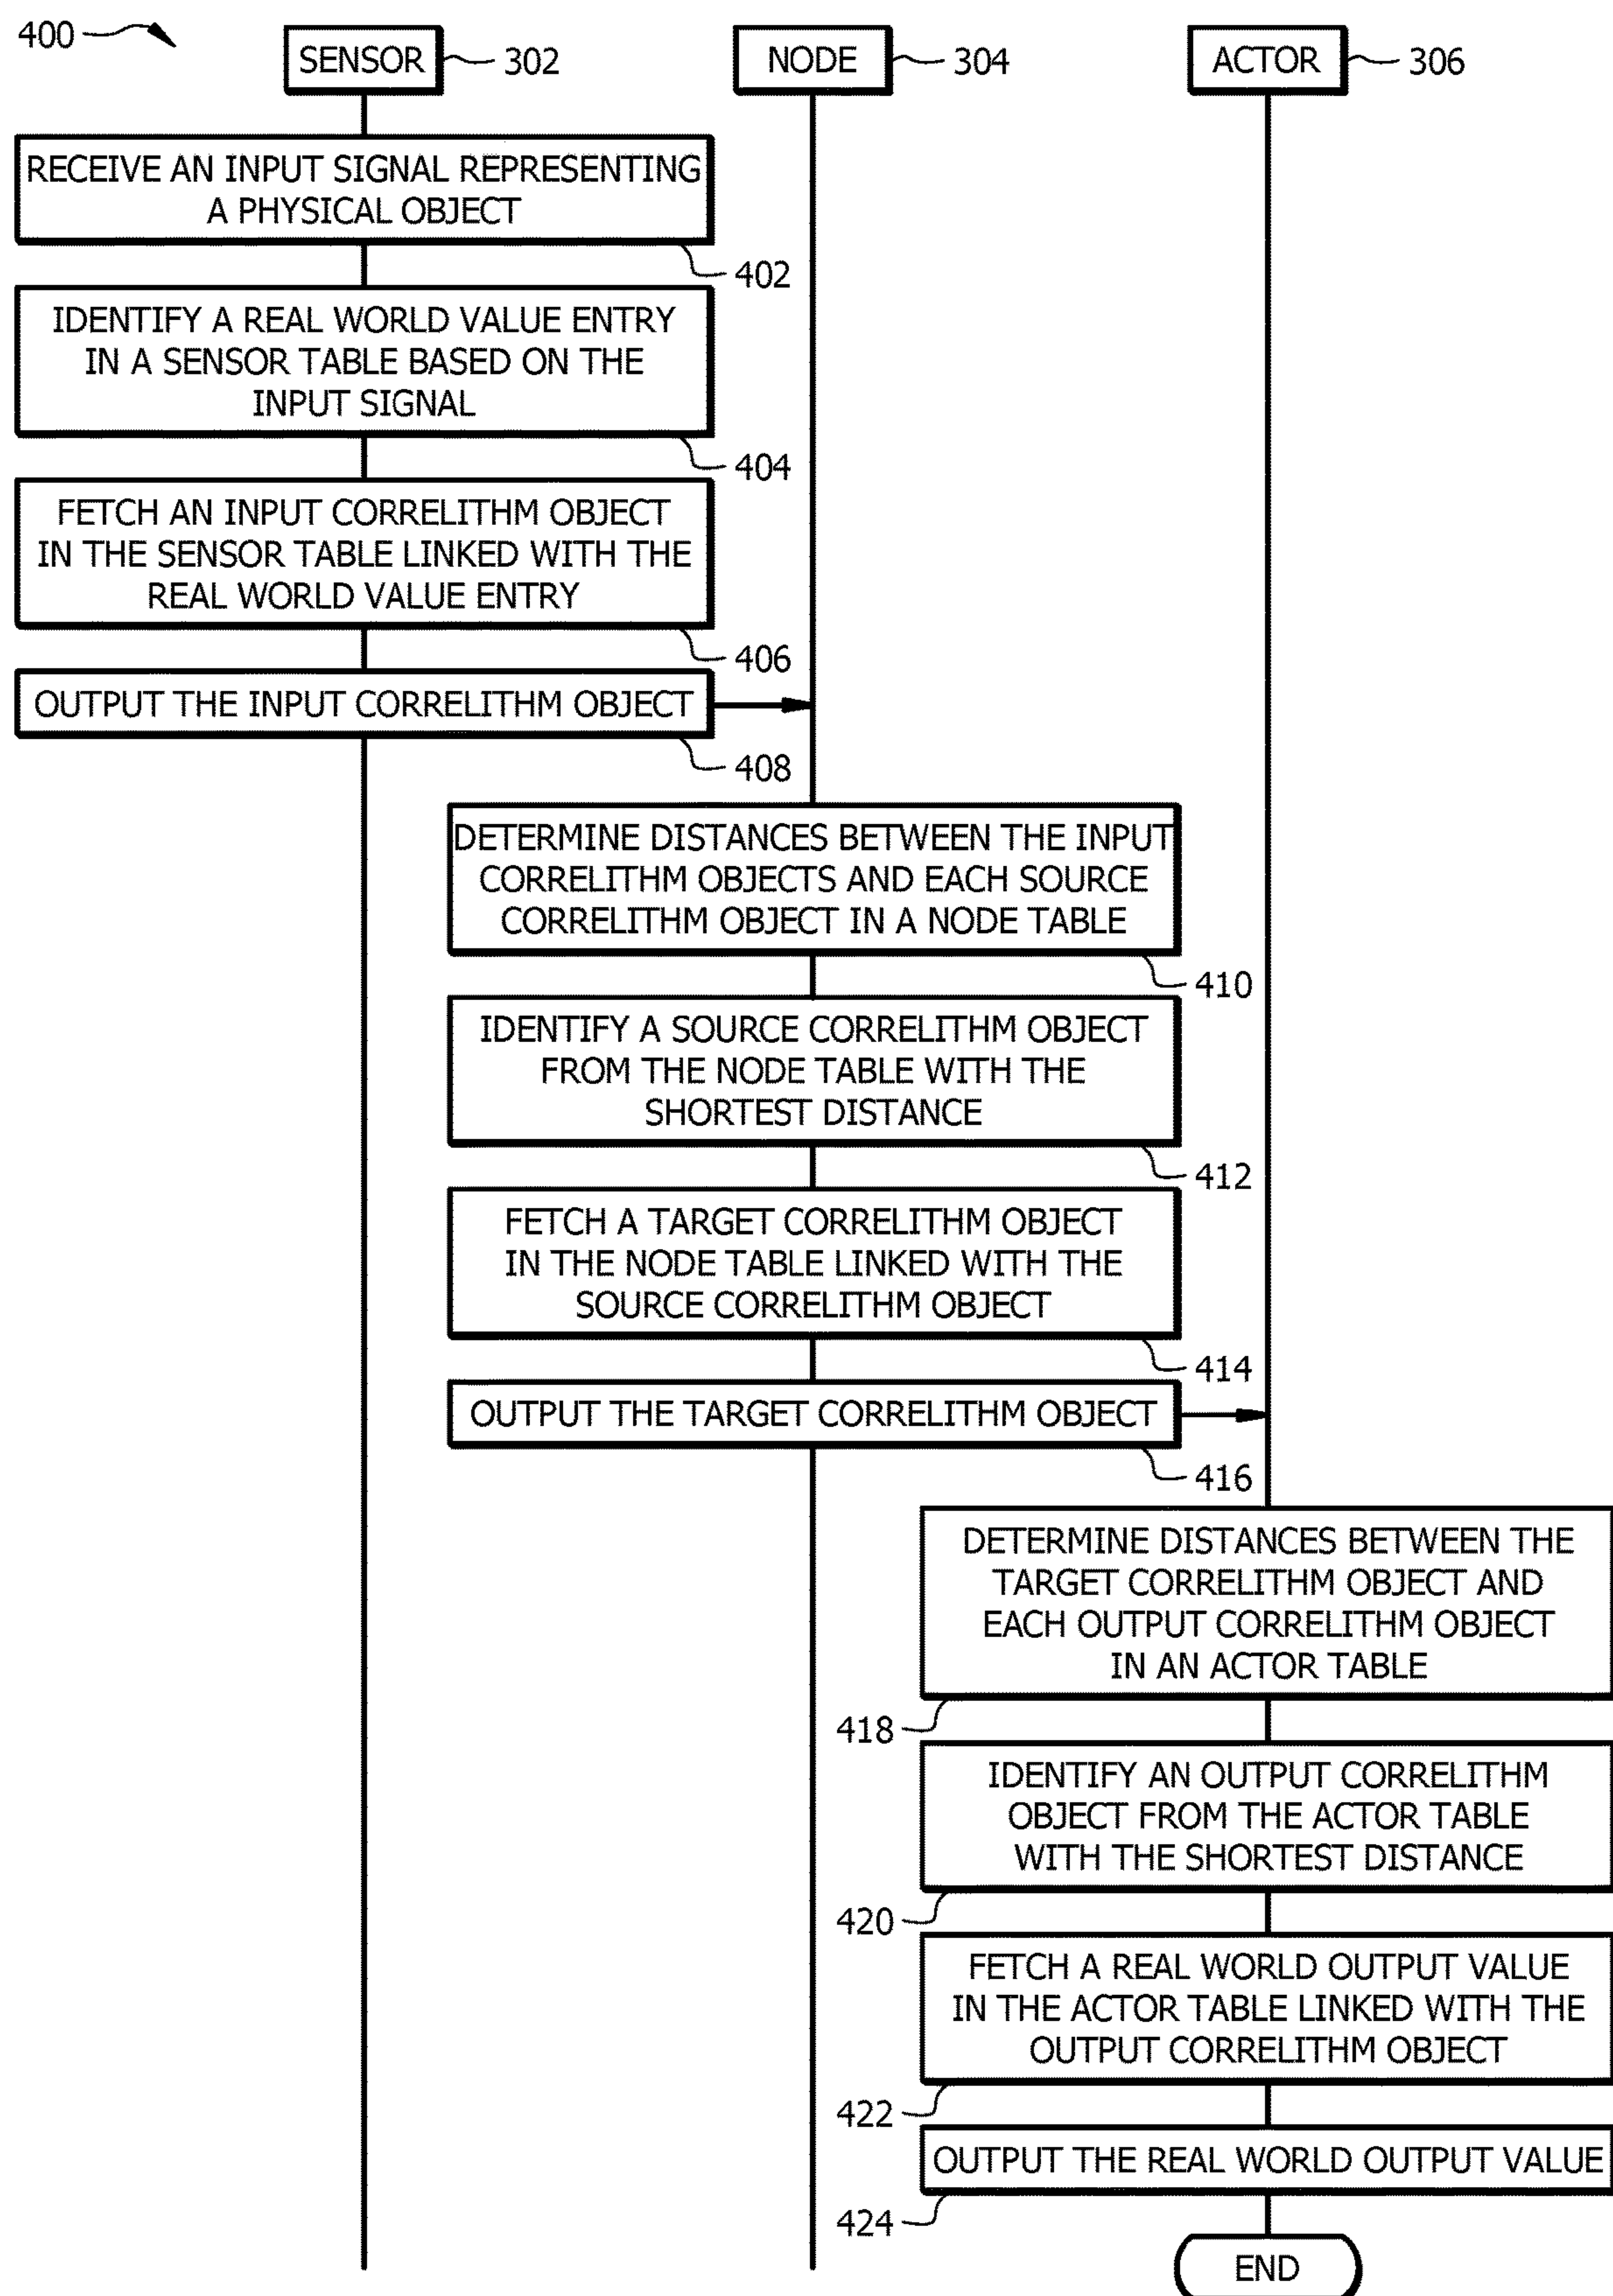 400
SENSOR
302
NODE
304
ACTOR
306
RECEIVE AN INPUT SIGNAL REPRESENTING
A PHYSICAL OBJECT
402
IDENTIFY A REAL WORLD VALUE ENTRY
IN A SENSOR TABLE BASED ON THE
INPUT SIGNAL
404
FETCH AN INPUT CORRELITHM OBJECT
IN THE SENSOR TABLE LINKED WITH THE
REAL WORLD VALUE ENTRY
406
OUTPUT THE INPUT CORRELITHM OBJECT
408
DETERMINE DISTANCES BETWEEN THE INPUT
CORRELITHM OBJECTS AND EACH SOURCE
CORRELITHM OBJECT IN A NODE TABLE
410
IDENTIFY A SOURCE CORRELITHM OBJECT
FROM THE NODE TABLE WITH THE
SHORTEST DISTANCE
412
FETCH A TARGET CORRELITHM OBJECT
IN THE NODE TABLE LINKED WITH THE
SOURCE CORRELITHM OBJECT
414
OUTPUT THE TARGET CORRELITHM OBJECT
416
DETERMINE DISTANCES BETWEEN THE
TARGET CORRELITHM OBJECT AND
EACH OUTPUT CORRELITHM OBJECT
IN AN ACTOR TABLE
418
IDENTIFY AN OUTPUT CORRELITHM
OBJECT FROM THE ACTOR TABLE
WITH THE SHORTEST DISTANCE
420
FETCH A REAL WORLD OUTPUT VALUE
IN THE ACTOR TABLE LINKED WITH THE
OUTPUT CORRELITHM OBJECT
422
OUTPUT THE REAL WORLD OUTPUT VALUE
424
END